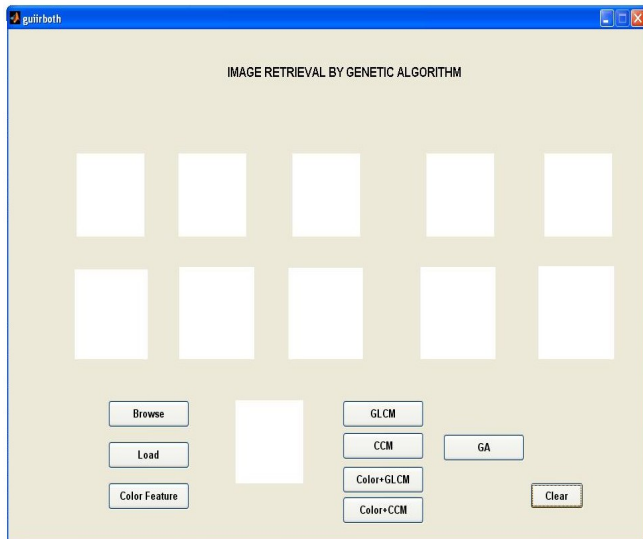 guiirboth
IMAGE RETRIEVAL BY GENETIC ALGORITHM
Browse
GLCM
Load
CCM
GA
Color Feature
Color+GLCM
Clear
Color+CCM